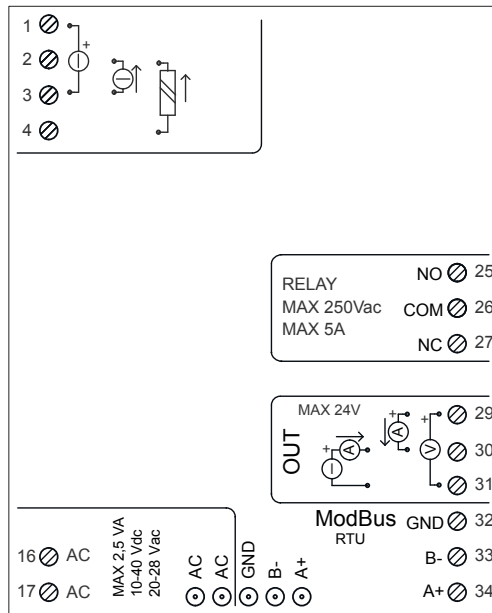 1
2
3
4
+
RELAY
MAX 250Vac
MAX 5A
NO 25
COM 26
NC 27
MAX 24V
OUT
+ A
+ A
+ V
29
30
31
ModBus
RTU
GND 32
B- 33
A+ 34
16 AC
17 AC
MAX 2,5 VA
10-40 Vdc
20-28 Vac
AC
AC
GND
B-
A+